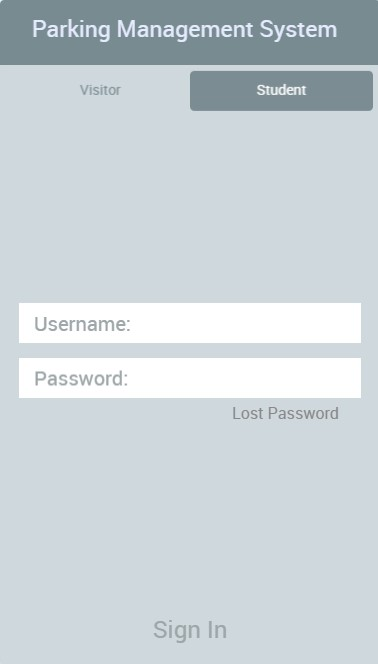 Parking Management System
Visitor
Student
Username:
Password:
Lost Password
Sign In